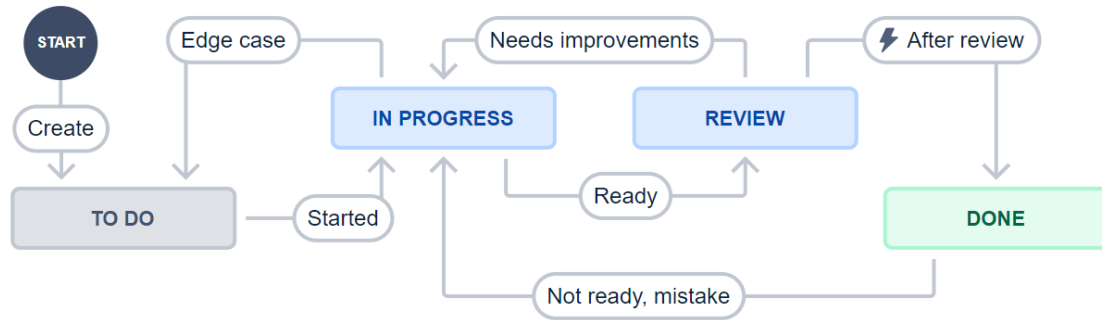 START
Edge case
Needs improvements
After review
IN PROGRESS
REVIEW
Create
TO DO
Started
Ready
DONE
Not ready, mistake